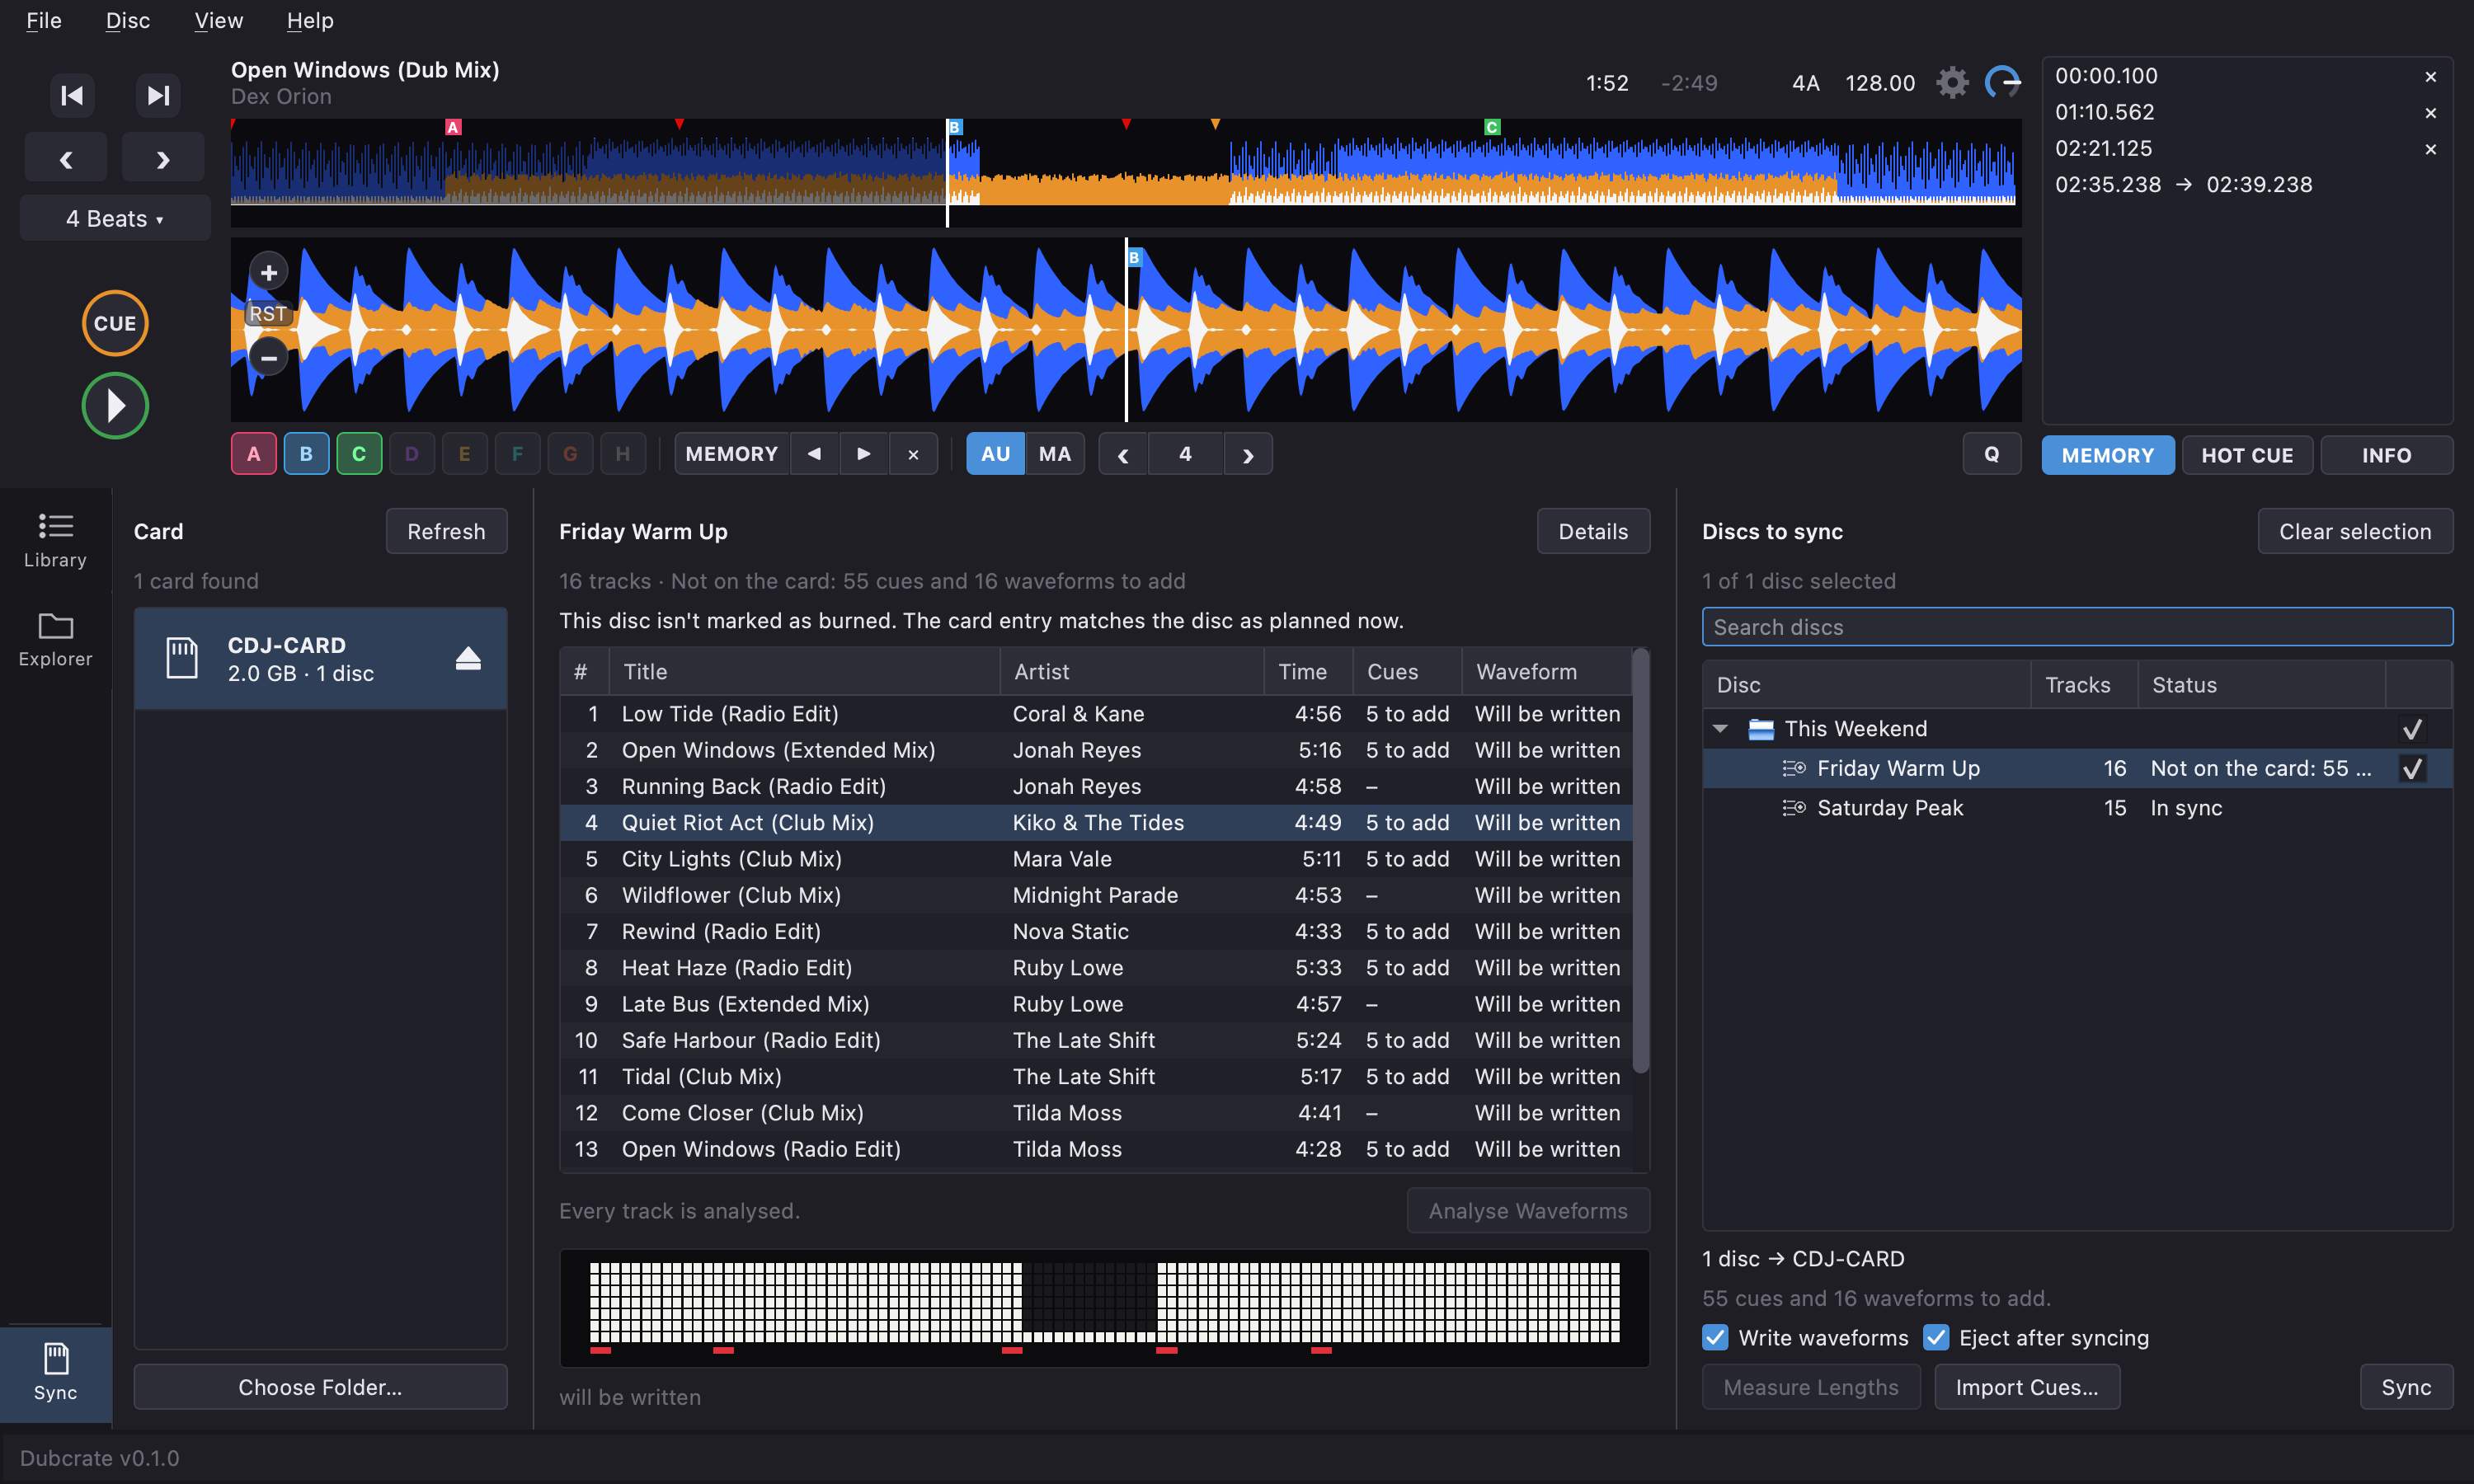 File Disc View Help
Open Windows (Dub Mix)
Dex Orion
1:52 -2:49 4A 128.00
00:00.100 ×
01:10.562 ×
02:21.125 ×
02:35.238 → 02:39.238
4 Beats ▾
A B C
B
CUE
+
RST
−
A B C D E F G H
MEMORY ◀ ▶ ×
AU MA ‹ 4 › Q
MEMORY HOT CUE INFO
Library
Explorer
Sync
Card Refresh
1 card found
CDJ-CARD
2.0 GB · 1 disc
Choose Folder...
Friday Warm Up Details
16 tracks · Not on the card: 55 cues and 16 waveforms to add
This disc isn't marked as burned. The card entry matches the disc as planned now.
# Title Artist Time Cues Waveform
1 Low Tide (Radio Edit) Coral & Kane 4:56 5 to add Will be written
2 Open Windows (Extended Mix) Jonah Reyes 5:16 5 to add Will be written
3 Running Back (Radio Edit) Jonah Reyes 4:58 – Will be written
4 Quiet Riot Act (Club Mix) Kiko & The Tides 4:49 5 to add Will be written
5 City Lights (Club Mix) Mara Vale 5:11 5 to add Will be written
6 Wildflower (Club Mix) Midnight Parade 4:53 – Will be written
7 Rewind (Radio Edit) Nova Static 4:33 5 to add Will be written
8 Heat Haze (Radio Edit) Ruby Lowe 5:33 5 to add Will be written
9 Late Bus (Extended Mix) Ruby Lowe 4:57 – Will be written
10 Safe Harbour (Radio Edit) The Late Shift 5:24 5 to add Will be written
11 Tidal (Club Mix) The Late Shift 5:17 5 to add Will be written
12 Come Closer (Club Mix) Tilda Moss 4:41 – Will be written
13 Open Windows (Radio Edit) Tilda Moss 4:28 5 to add Will be written
Every track is analysed. Analyse Waveforms
will be written
Discs to sync Clear selection
1 of 1 disc selected
Search discs
Disc Tracks Status
This Weekend
Friday Warm Up 16 Not on the card: 55 ...
Saturday Peak 15 In sync
1 disc → CDJ-CARD
55 cues and 16 waveforms to add.
Write waveforms Eject after syncing
Measure Lengths Import Cues... Sync
Dubcrate v0.1.0